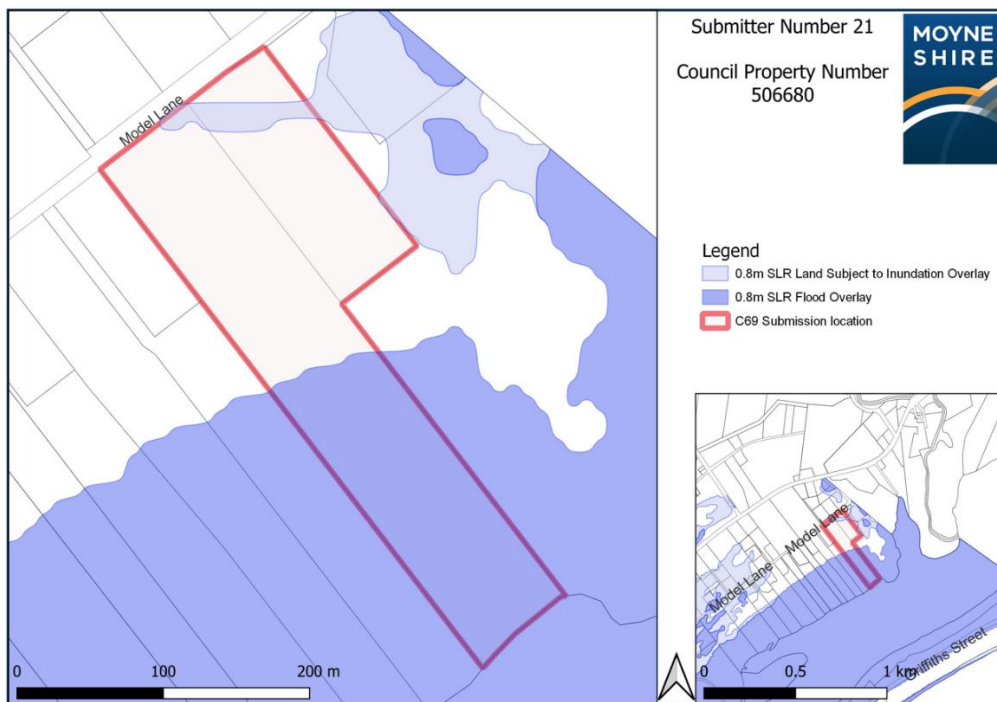 Submitter Number 21
Council Property Number
506680
MOYNE
SHIRE
Model Lane
Legend
0.8m SLR Land Subject to Inundation Overlay
0.8m SLR Flood Overlay
C69 Submission location
0
100
200 m
Model Lane
Model Lane
Griffiths Street
0
0.5
1 km